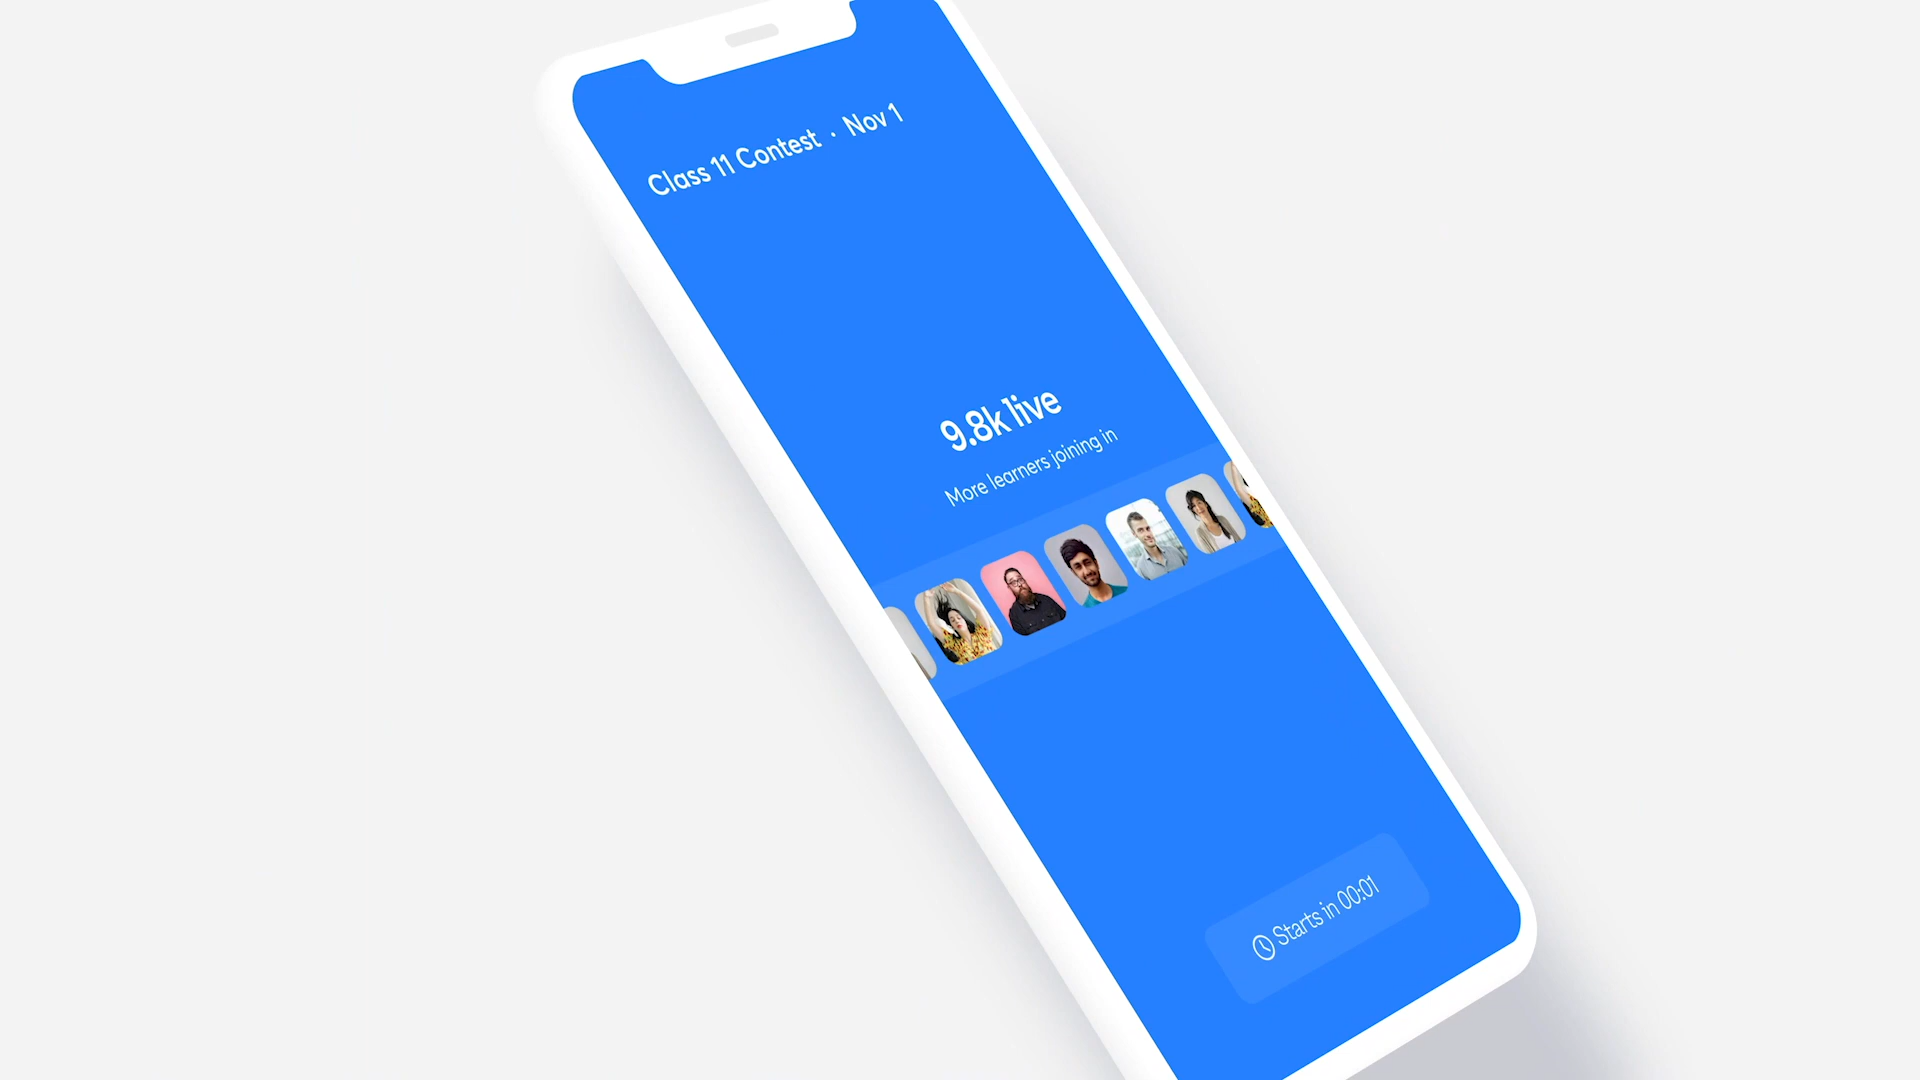 Class 11 Contest · Nov 1
9.8k live
More learners joining in
Starts in 00:01